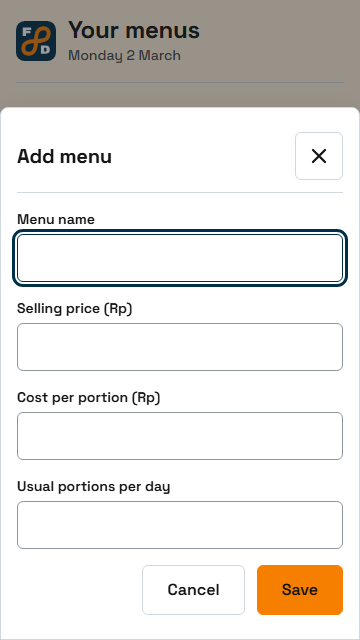 F D
Your menus
Monday 2 March
Add menu
Menu name
Selling price (Rp)
Cost per portion (Rp)
Usual portions per day
Cancel
Save